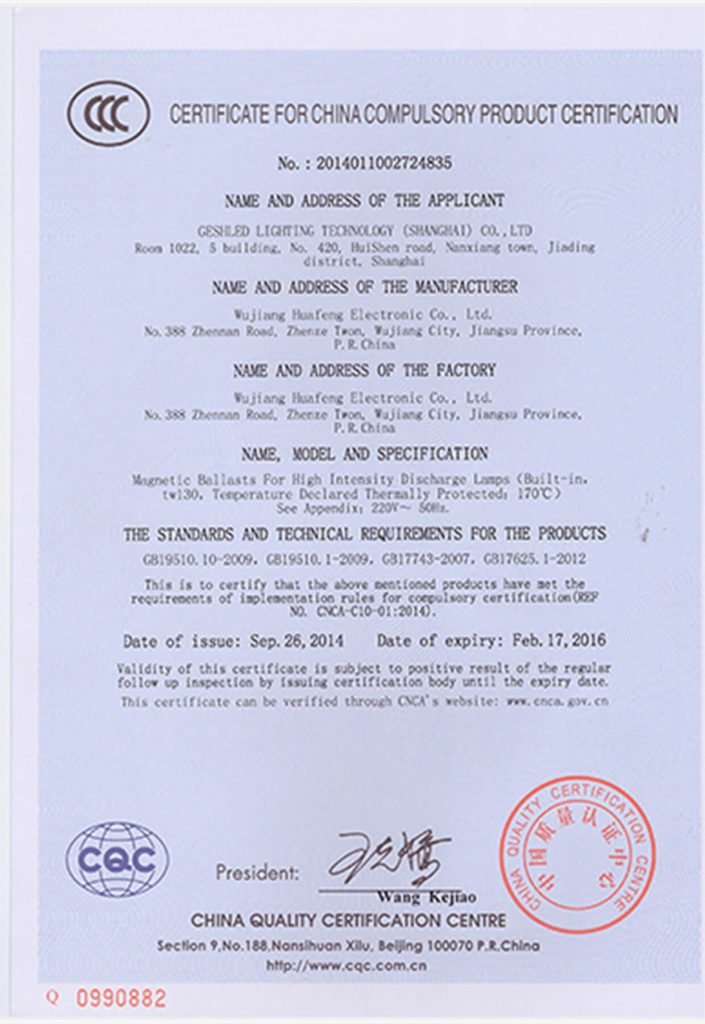 CCC
CERTIFICATE FOR CHINA COMPULSORY PRODUCT CERTIFICATION
No.: 2014011002724835
NAME AND ADDRESS OF THE APPLICANT
GESHLED LIGHTING TECHNOLOGY (SHANGHAI) CO.,LTD
Room 1022, 5 building, No. 420, HuiShen road, Nanxiang town, Jiading
district, Shanghai
NAME AND ADDRESS OF THE MANUFACTURER
Wujiang Huafeng Electronic Co., Ltd.
No.388 Zhennan Road, Zhenze Twon, Wujiang City, Jiangsu Province,
P.R.China
NAME AND ADDRESS OF THE FACTORY
Wujiang Huafeng Electronic Co., Ltd.
No.388 Zhennan Road, Zhenze Twon, Wujiang City, Jiangsu Province,
P.R.China
NAME, MODEL AND SPECIFICATION
Magnetic Ballasts For High Intensity Discharge Lamps (Built-in,
tw130, Temperature Declared Thermally Protected: 170℃)
See Appendix; 220V~ 50Hz.
THE STANDARDS AND TECHNICAL REQUIREMENTS FOR THE PRODUCTS
GB19510.10-2009, GB19510.1-2009, GB17743-2007, GB17625.1-2012
This is to certify that the above mentioned products have met the
requirements of implementation rules for compulsory certification(REF
NO. CNCA-C10-01:2014).
Date of issue: Sep.26,2014 Date of expiry: Feb.17,2016
Validity of this certificate is subject to positive result of the regular
follow up inspection by issuing certification body until the expiry date.
This certificate can be verified through CNCA's website: www.cnca.gov.cn
CHINA QUALITY CERTIFICATION CENTRE
中国质量认证中心
CQC
President:
Wang Kejiao
CHINA QUALITY CERTIFICATION CENTRE
Section 9,No.188,Nansihuan Xilu, Beijing 100070 P.R.China
http://www.cqc.com.cn
Q 0990882